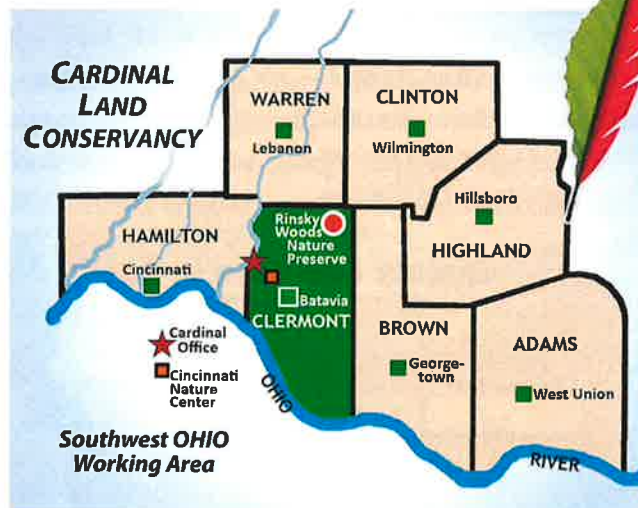 CARDINAL
LAND
CONSERVANCY
WARREN
Lebanon
CLINTON
Wilmington
Hillsboro
HIGHLAND
HAMILTON
Cincinnati
Rinsky
Woods
Nature
Preserve
Batavia
CLERMONT
BROWN
George-
town
ADAMS
West Union
Cardinal
Office
Cincinnati
Nature
Center
OHIO
RIVER
Southwest OHIO
Working Area